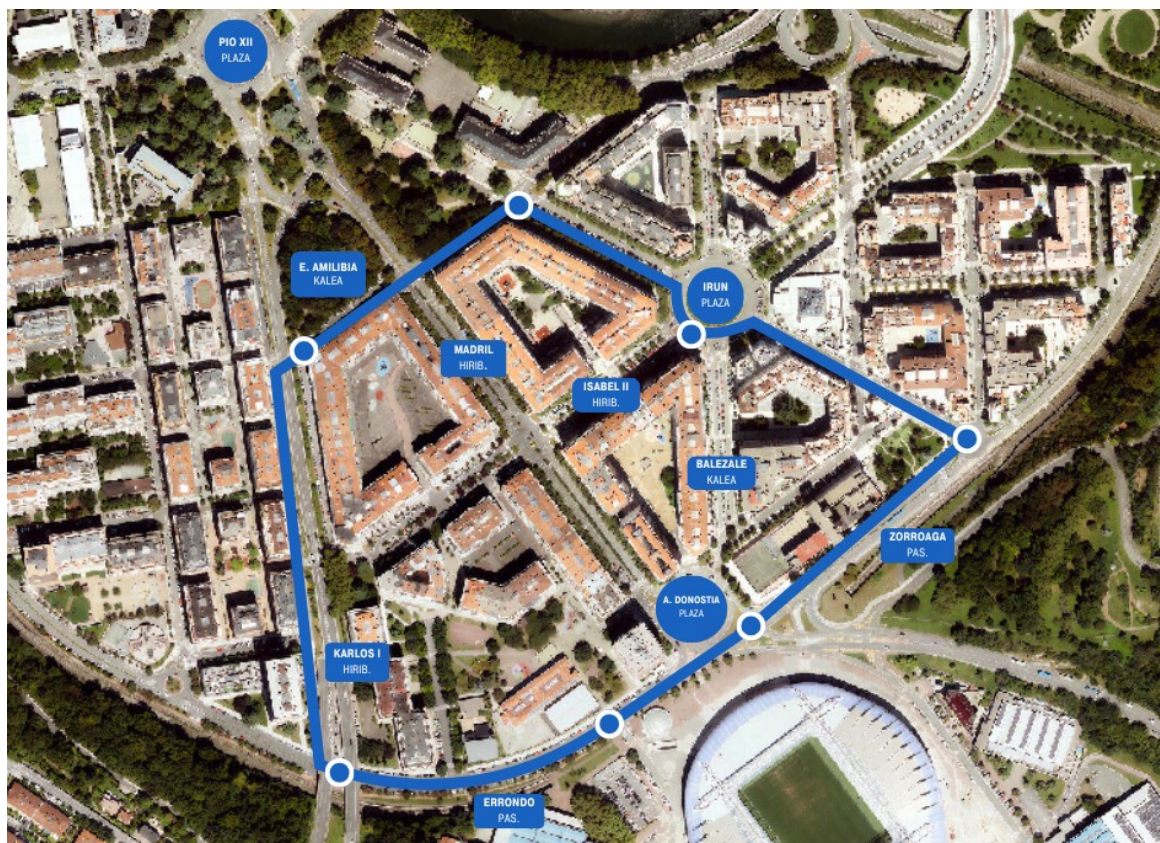 PIO XII
PLAZA
E. AMILIBIA
KALEA
IRUN
PLAZA
MADRIL
HIRIB.
ISABEL II
HIRIB.
BALEZALE
KALEA
ZORROAGA
PAS.
A. DONOSTIA
PLAZA
KARLOS I
HIRIB.
ERRONDO
PAS.